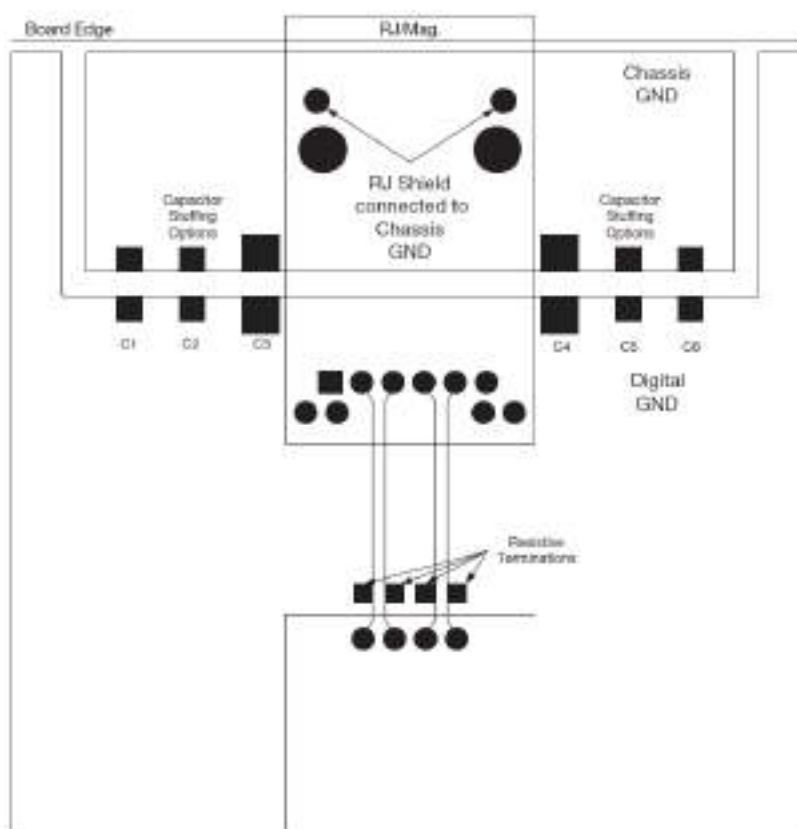 Board Edge
RJ/Mag.
Chassis
GND
RJ Shield
connected to
Chassis
GND
Capacitor
Stuffing
Options
Capacitor
Stuffing
Options
C1
C2
C3
C4
C5
C6
Digital
GND
Resistive
Terminations